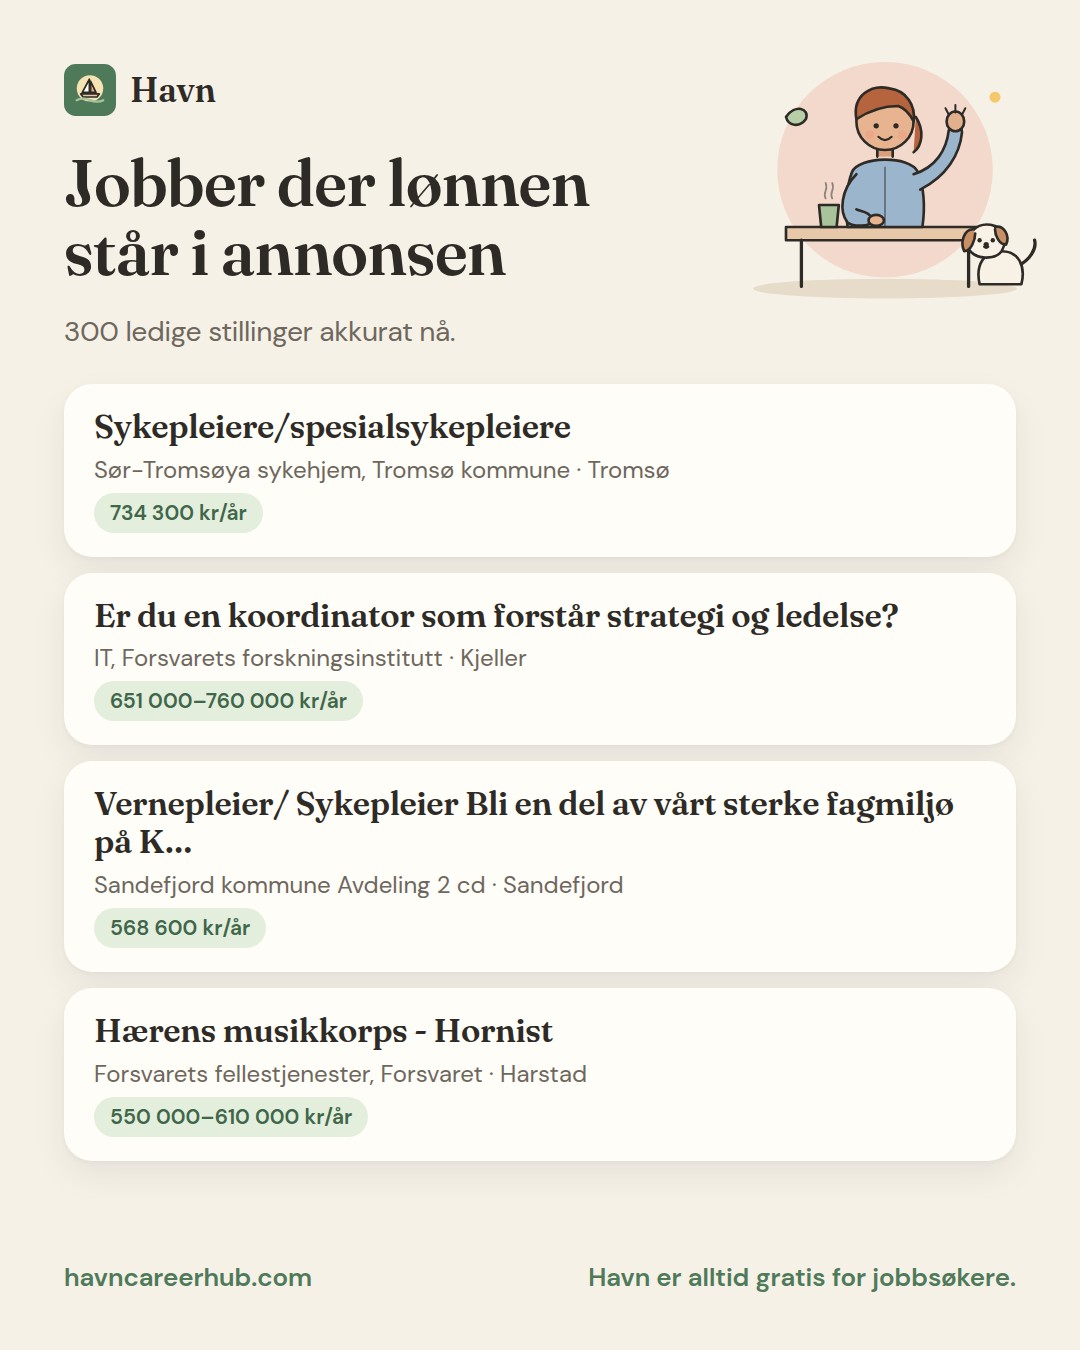 Havn
Jobber der lønnen
står i annonsen
300 ledige stillinger akkurat nå.
Sykepleiere/spesialsykepleiere
Sør-Tromsøya sykehjem, Tromsø kommune · Tromsø
734 300 kr/år
Er du en koordinator som forstår strategi og ledelse?
IT, Forsvarets forskningsinstitutt · Kjeller
651 000–760 000 kr/år
Vernepleier/ Sykepleier Bli en del av vårt sterke fagmiljø
på K...
Sandefjord kommune Avdeling 2 cd · Sandefjord
568 600 kr/år
Hærens musikkorps - Hornist
Forsvarets fellestjenester, Forsvaret · Harstad
550 000–610 000 kr/år
havncareerhub.com
Havn er alltid gratis for jobbsøkere.